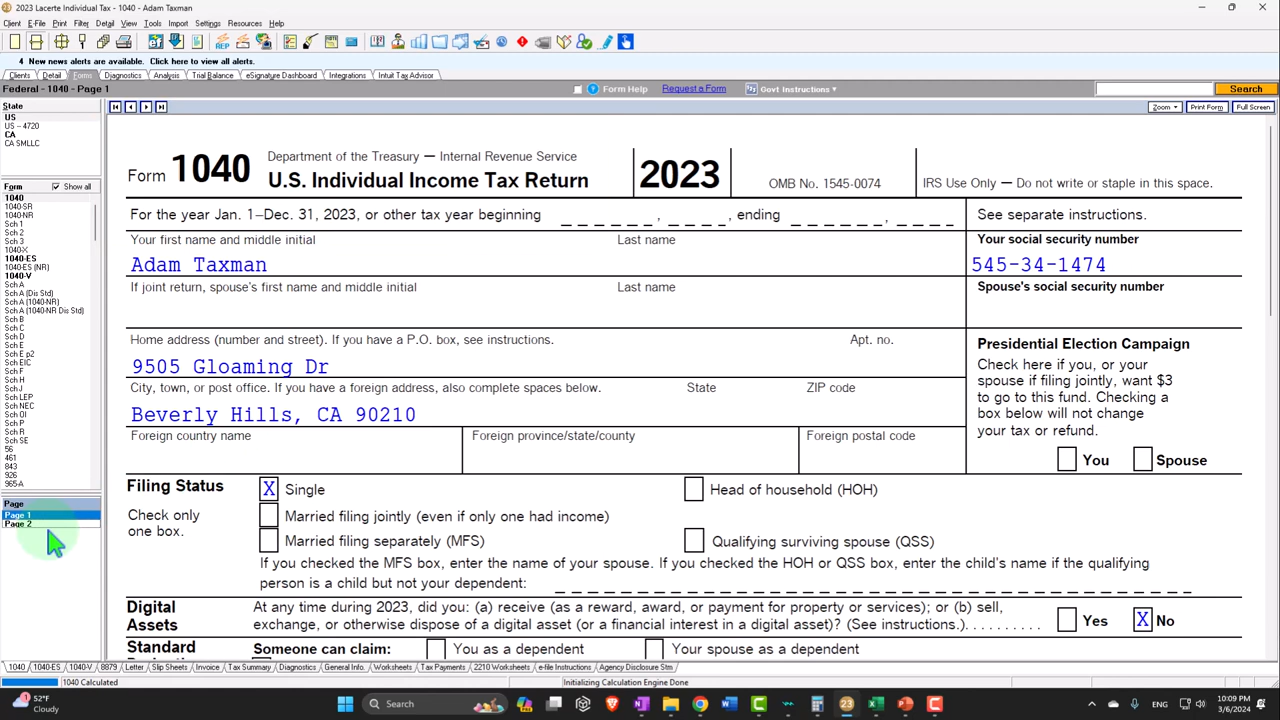 2023 Lacerte Individual Tax - 1040 - Adam Taxman
Client E-File Print Filter Detail View Tools Import Settings Resources Help
4 New news alerts are available. Click here to view all alerts.
Clients Detail Forms Diagnostics Analysis Trial Balance eSignature Dashboard Integrations Intuit Tax Advisor
Federal - 1040 - Page 1
Form Help Request a Form Govt Instructions Search
Zoom Print Form Full Screen
State
US
US - 4720
CA
CA SMLLC
Form Show all
1040
1040-SR
1040-NR
Sch 1
Sch 2
Sch 3
1040-X
1040-ES
1040-ES (NR)
1040-V
Sch A
Sch A (Dis Std)
Sch A (1040-NR)
Sch A (1040-NR Dis Std)
Sch B
Sch C
Sch D
Sch E
Sch E p2
Sch EIC
Sch F
Sch H
Sch J
Sch LEP
Sch NEC
Sch OI
Sch P
Sch R
Sch SE
56
461
843
926
965-A
Page
Page 1
Page 2
Form 1040 Department of the Treasury — Internal Revenue Service
U.S. Individual Income Tax Return
2023
OMB No. 1545-0074
IRS Use Only — Do not write or staple in this space.
For the year Jan. 1–Dec. 31, 2023, or other tax year beginning , , ending , , See separate instructions.
Your first name and middle initial Last name Your social security number
Adam Taxman 545-34-1474
If joint return, spouse's first name and middle initial Last name Spouse's social security number
Home address (number and street). If you have a P.O. box, see instructions. Apt. no.
9505 Gloaming Dr
City, town, or post office. If you have a foreign address, also complete spaces below. State ZIP code
Beverly Hills, CA 90210
Foreign country name Foreign province/state/county Foreign postal code
Presidential Election Campaign
Check here if you, or your
spouse if filing jointly, want $3
to go to this fund. Checking a
box below will not change
your tax or refund.
You Spouse
Filing Status
Check only
one box.
X Single Head of household (HOH)
Married filing jointly (even if only one had income)
Married filing separately (MFS) Qualifying surviving spouse (QSS)
If you checked the MFS box, enter the name of your spouse. If you checked the HOH or QSS box, enter the child's name if the qualifying
person is a child but not your dependent:
Digital
Assets
At any time during 2023, did you: (a) receive (as a reward, award, or payment for property or services); or (b) sell,
exchange, or otherwise dispose of a digital asset (or a financial interest in a digital asset)? (See instructions.). . . . . . . . . . Yes X No
Standard
Someone can claim: You as a dependent Your spouse as a dependent
1040 1040-ES 1040-V 8879 Letter Slip Sheets Invoice Tax Summary Diagnostics General Info. Worksheets Tax Payments 2210 Worksheets e-file Instructions Agency Disclosure Stm
1040 Calculated Initializing Calculation Engine Done
52°F
Cloudy
Search
23
10:09 PM
3/6/2024